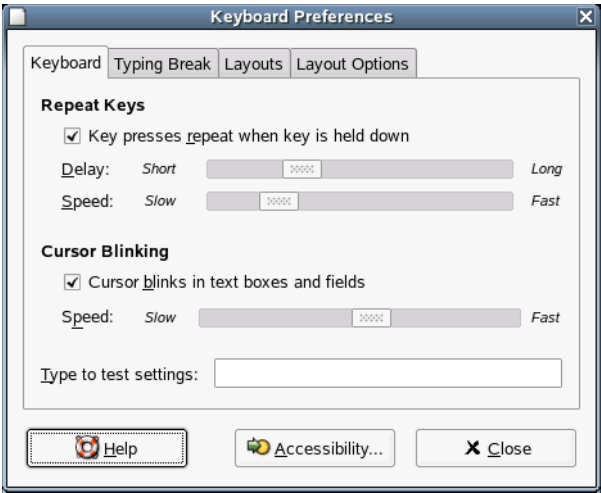 Keyboard Preferences
Keyboard Typing Break Layouts Layout Options
Repeat Keys
Key presses repeat when key is held down
Delay: Short Long
Speed: Slow Fast
Cursor Blinking
Cursor blinks in text boxes and fields
Speed: Slow Fast
Type to test settings:
Help Accessibility... Close